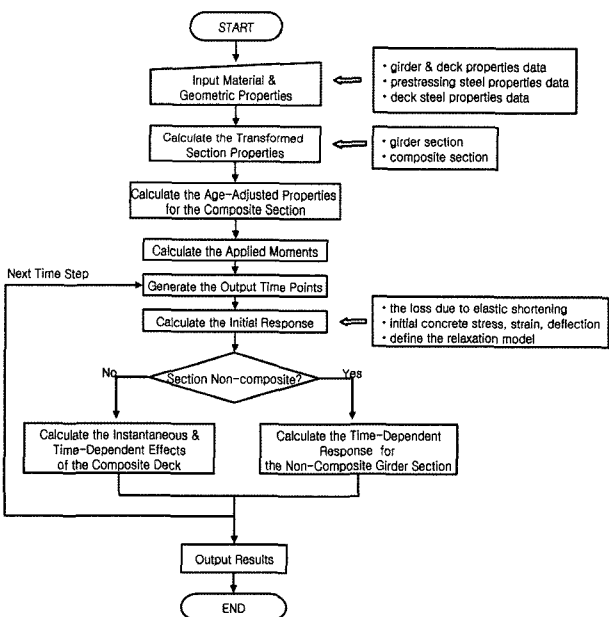 START
Input Material &
Geometric Properties
• girder & deck properties data
• prestressing steel properties data
• deck steel properties data
Calculate the Transformed
Section Properties
• girder section
• composite section
Calculate the Age-Adjusted Properties
for the Composite Section
Calculate the Applied Moments
Next Time Step
Generate the Output Time Points
Calculate the Initial Response
• the loss due to elastic shortening
• initial concrete stress, strain, deflection
• define the relaxation model
No
Section Non-composite?
Yes
Calculate the Instantaneous &
Time-Dependent Effects
of the Composite Deck
Calculate the Time-Dependent
Response for
the Non-Composite Girder Section
Output Results
END